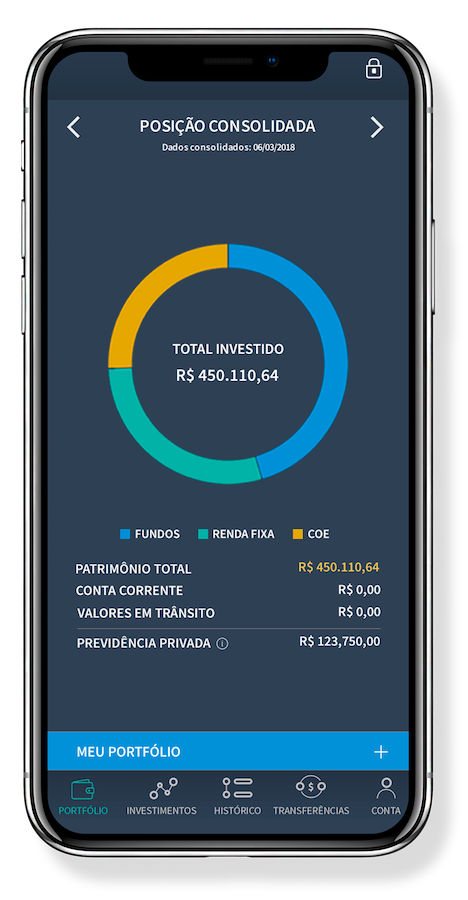 POSIÇÃO CONSOLIDADA
Dados consolidados: 06/03/2018
TOTAL INVESTIDO
R$ 450.110,64
FUNDOS RENDA FIXA COE
PATRIMÔNIO TOTAL R$ 450.110,64
CONTA CORRENTE R$ 0,00
VALORES EM TRÂNSITO R$ 0,00
PREVIDÊNCIA PRIVADA R$ 123,750,00
MEU PORTFÓLIO +
PORTFÓLIO INVESTIMENTOS HISTÓRICO TRANSFERÊNCIAS CONTA